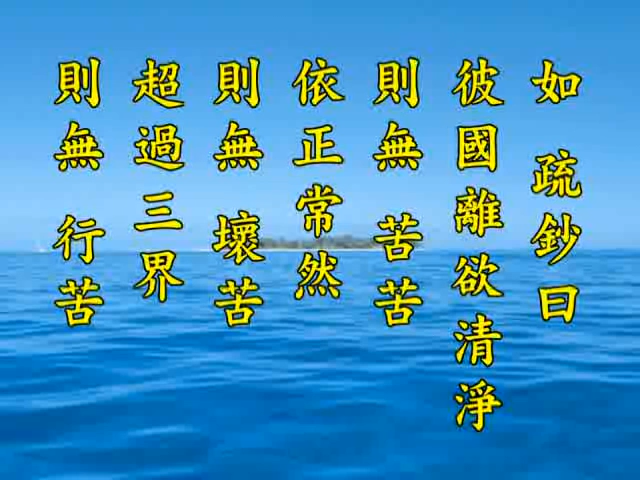 如 疏鈔曰
彼國離欲清淨
則無 苦苦
依正常然
則無 壞苦
超過三界
則無 行苦